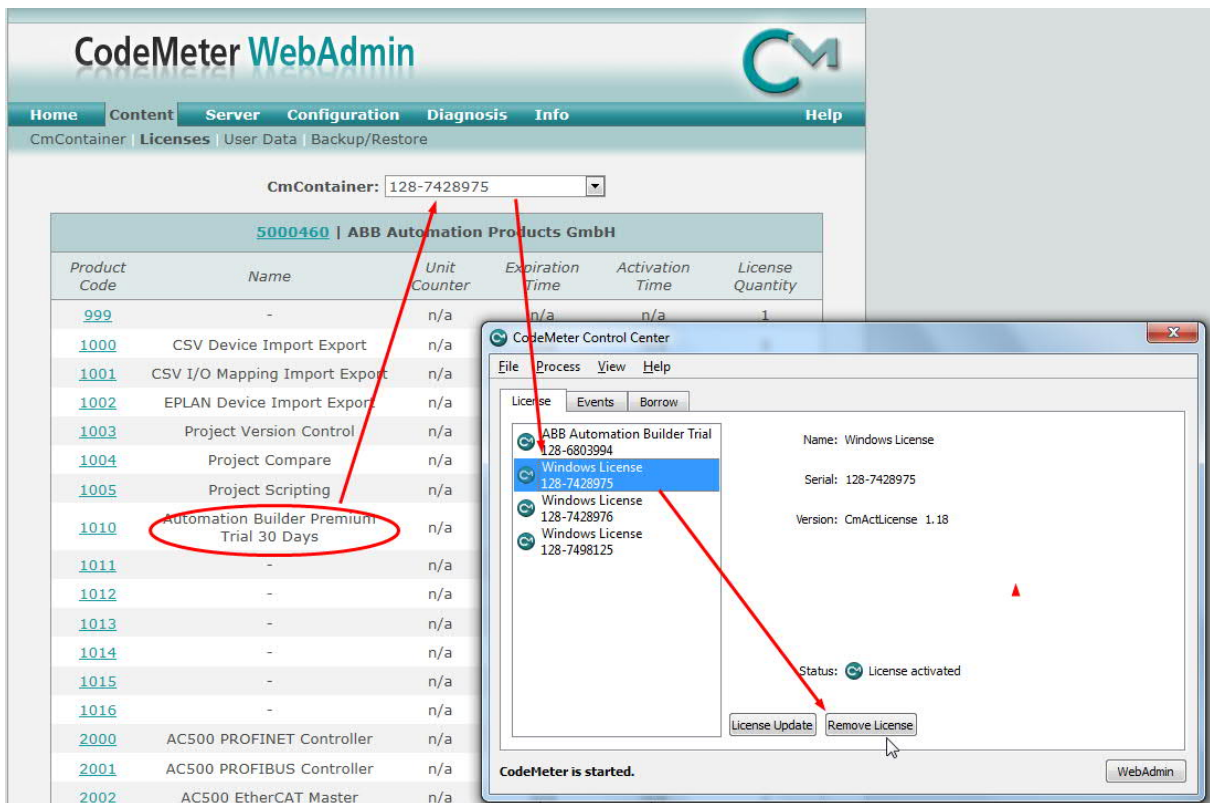 CodeMeter WebAdmin
CM
Home Content Server Configuration Diagnosis Info Help
CmContainer | Licenses | User Data | Backup/Restore
CmContainer: 128-7428975
5000460 | ABB Automation Products GmbH
Product Code Name Unit Counter Expiration Time Activation Time License Quantity
999 - n/a n/a n/a 1
1000 CSV Device Import Export n/a
1001 CSV I/O Mapping Import Export n/a
1002 EPLAN Device Import Export n/a
1003 Project Version Control n/a
1004 Project Compare n/a
1005 Project Scripting n/a
1010 Automation Builder Premium Trial 30 Days n/a
1011 - n/a
1012 - n/a
1013 - n/a
1014 - n/a
1015 - n/a
1016 - n/a
2000 AC500 PROFINET Controller n/a
2001 AC500 PROFIBUS Controller n/a
2002 AC500 EtherCAT Master n/a
CodeMeter Control Center
File Process View Help
License Events Borrow
ABB Automation Builder Trial
128-6803994
Windows License
128-7428975
Windows License
128-7428976
Windows License
128-7498125
Name: Windows License
Serial: 128-7428975
Version: CmActLicense 1.18
Status: License activated
License Update Remove License
CodeMeter is started.
WebAdmin